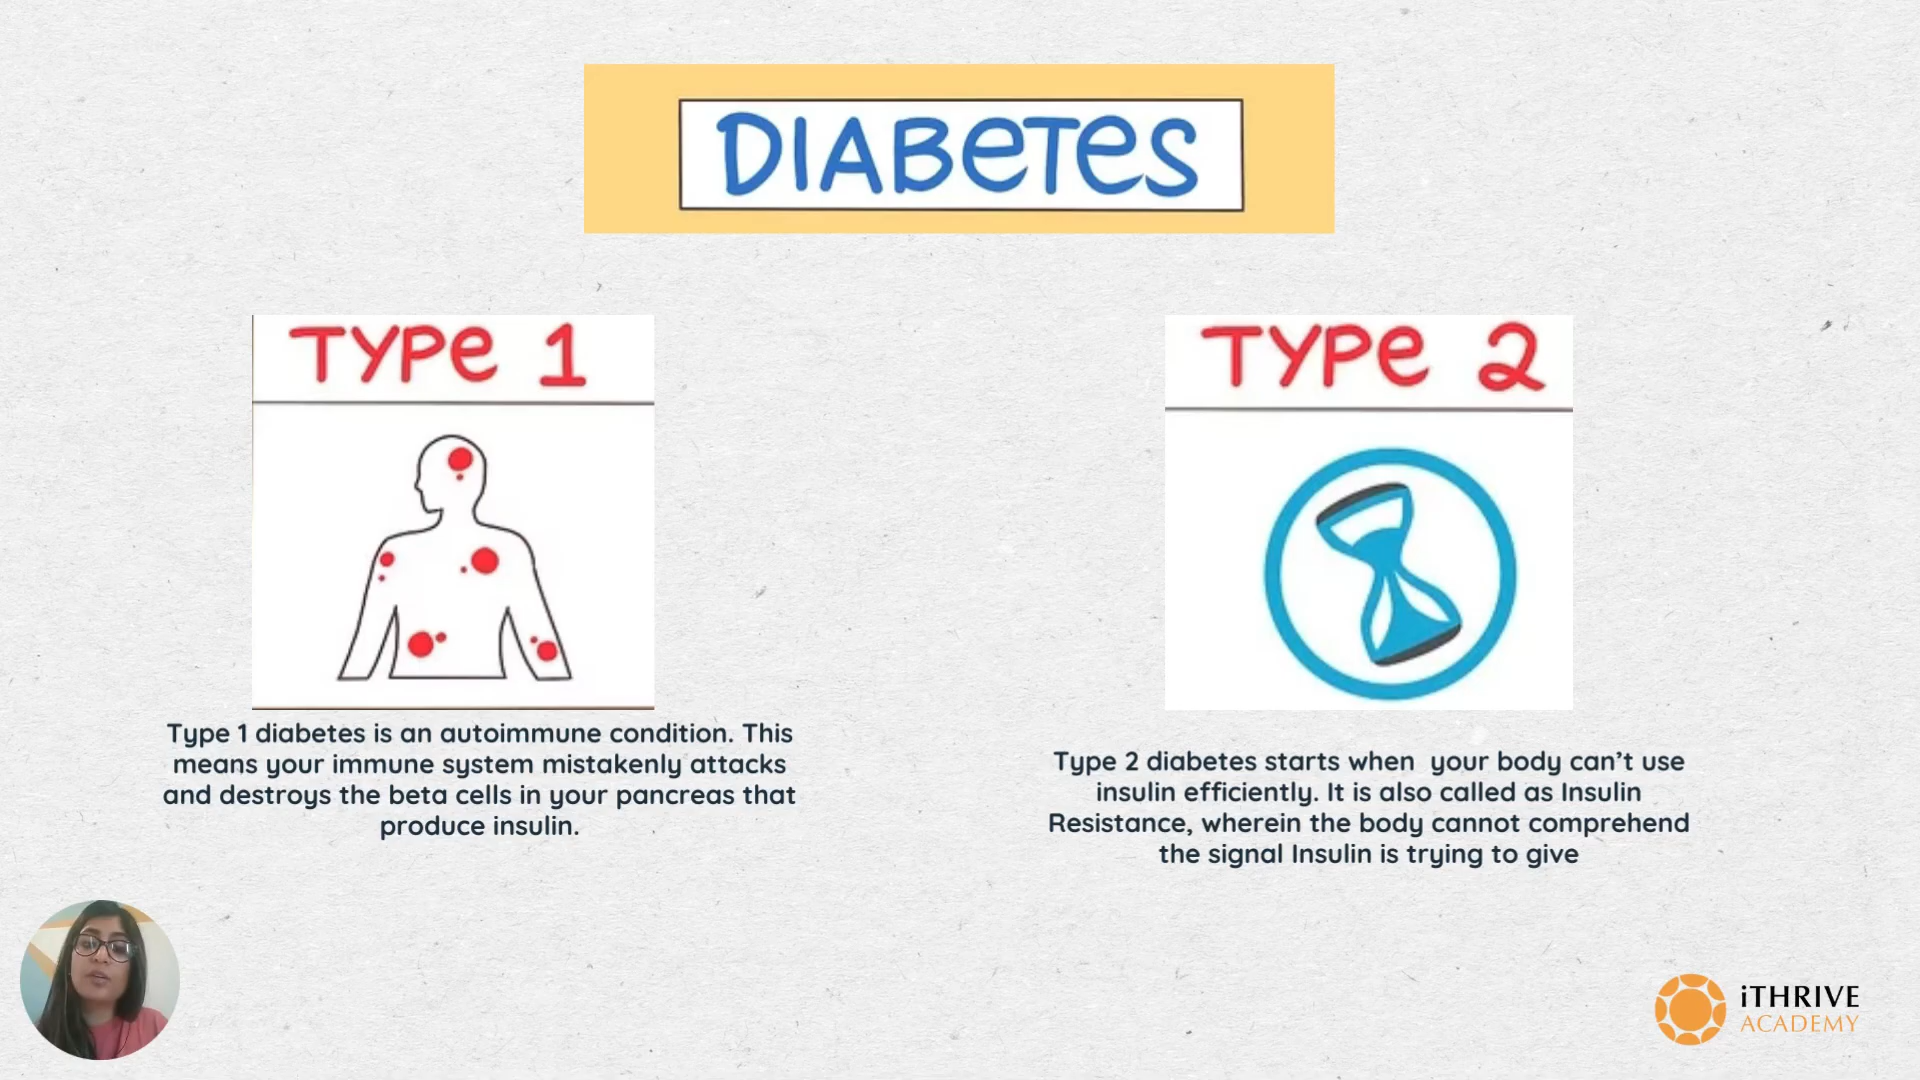 DIABeTes
TYPe 1
Type 1 diabetes is an autoimmune condition. This
means your immune system mistakenly attacks
and destroys the beta cells in your pancreas that
produce insulin.
TYPe 2
Type 2 diabetes starts when  your body can’t use
insulin efficiently. It is also called as Insulin
Resistance, wherein the body cannot comprehend
the signal Insulin is trying to give
iTHRIVE
ACADEMY